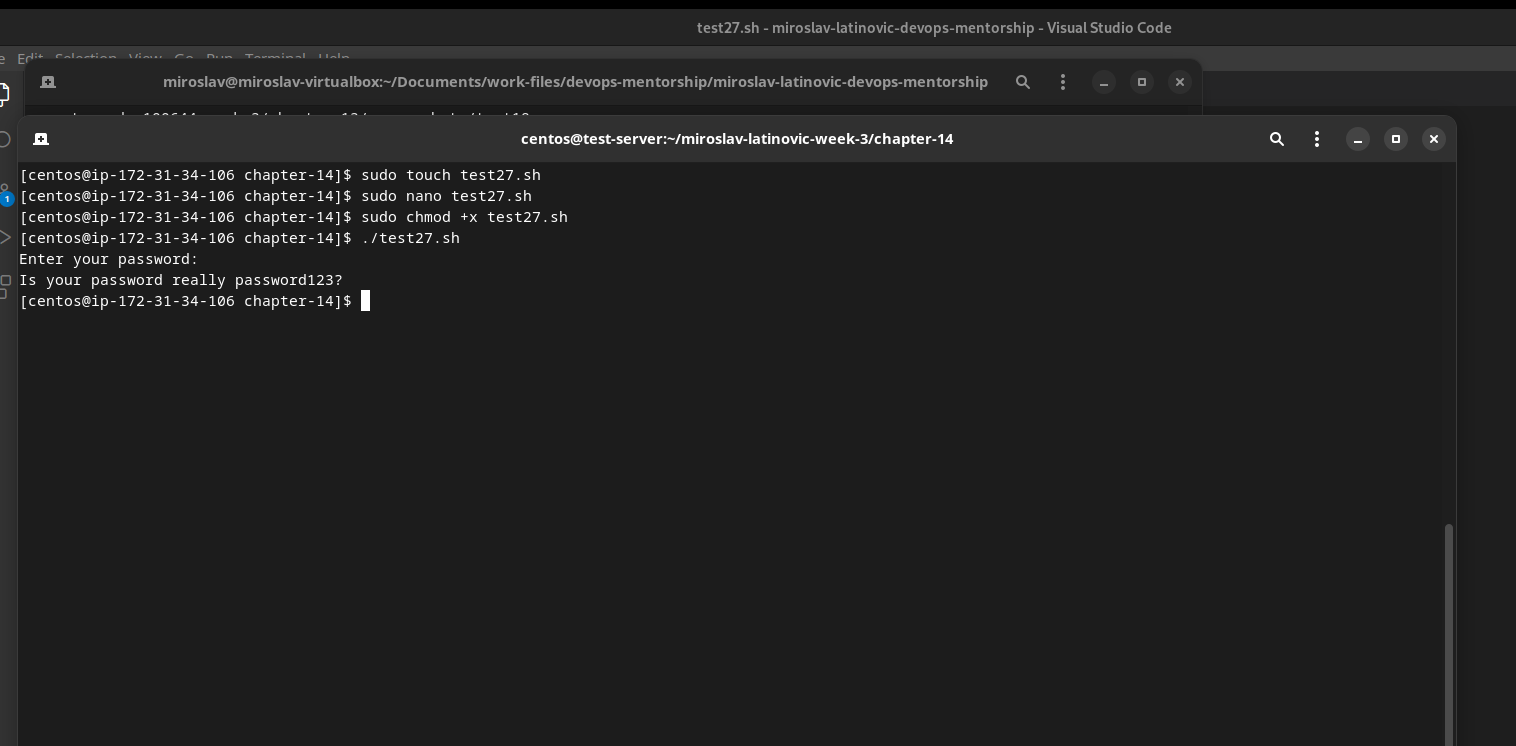 test27.sh - miroslav-latinovic-devops-mentorship - Visual Studio Code
Edit Selection View Go Run Terminal Help
miroslav@miroslav-virtualbox:~/Documents/work-files/devops-mentorship/miroslav-latinovic-devops-mentorship
centos@test-server:~/miroslav-latinovic-week-3/chapter-14
[centos@ip-172-31-34-106 chapter-14]$ sudo touch test27.sh
[centos@ip-172-31-34-106 chapter-14]$ sudo nano test27.sh
[centos@ip-172-31-34-106 chapter-14]$ sudo chmod +x test27.sh
[centos@ip-172-31-34-106 chapter-14]$ ./test27.sh
Enter your password:
Is your password really password123?
[centos@ip-172-31-34-106 chapter-14]$
1